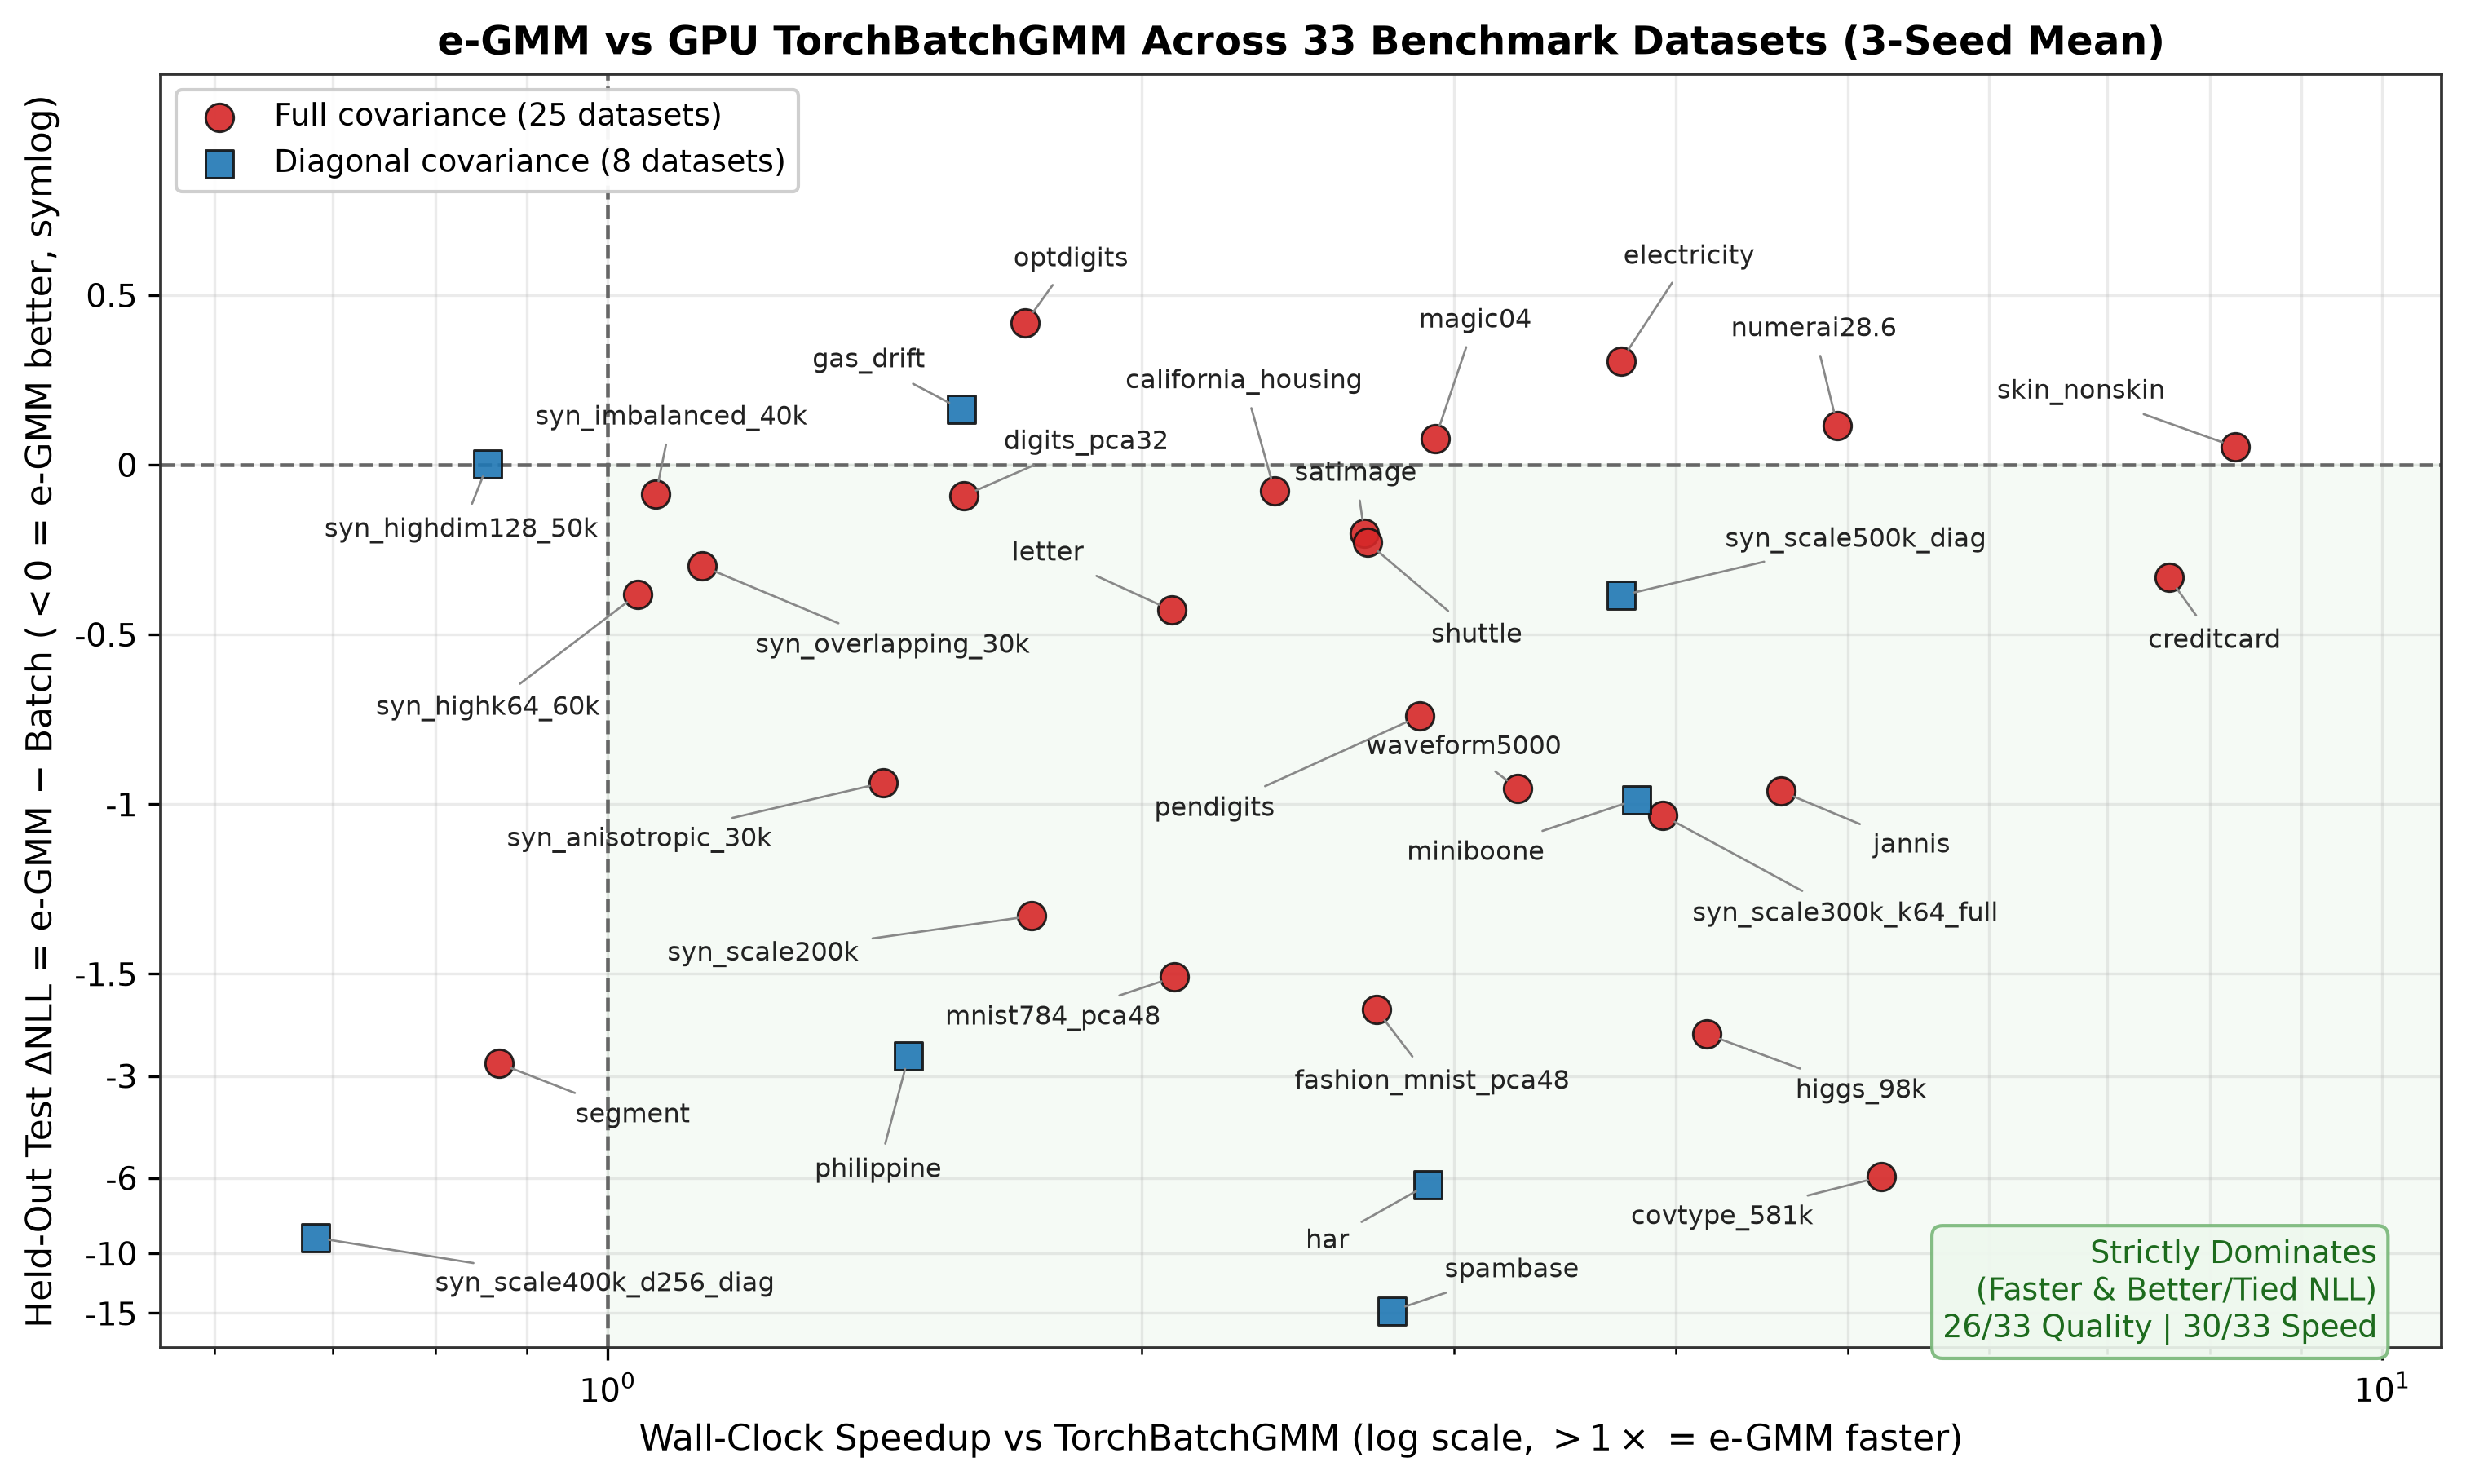 e-GMM vs GPU TorchBatchGMM Across 33 Benchmark Datasets (3-Seed Mean)
Full covariance (25 datasets)
Diagonal covariance (8 datasets)
Held-Out Test ΔNLL = e-GMM − Batch ( < 0 = e-GMM better, symlog)
0.5
0
-0.5
-1
-1.5
-3
-6
-10
-15
optdigits
electricity
magic04
numerai28.6
gas_drift
california_housing
skin_nonskin
syn_imbalanced_40k
digits_pca32
satimage
syn_highdim128_50k
syn_scale500k_diag
letter
shuttle
creditcard
syn_overlapping_30k
syn_highk64_60k
waveform5000
pendigits
syn_anisotropic_30k
miniboone
jannis
syn_scale300k_k64_full
syn_scale200k
mnist784_pca48
fashion_mnist_pca48
higgs_98k
segment
philippine
covtype_581k
har
spambase
syn_scale400k_d256_diag
Strictly Dominates
(Faster & Better/Tied NLL)
26/33 Quality | 30/33 Speed
10⁰
10¹
Wall-Clock Speedup vs TorchBatchGMM (log scale, > 1 × = e-GMM faster)